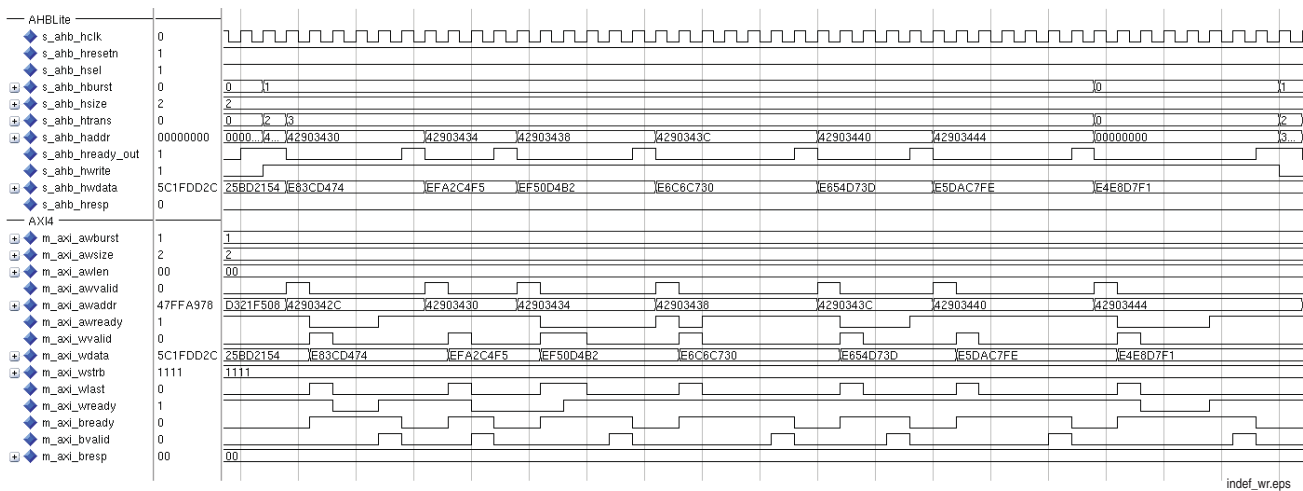 AHBLite
s_ahb_hclk 0
s_ahb_hresetn 1
s_ahb_hsel 1
s_ahb_hburst 0 0 1 0 1
s_ahb_hsize 2 2
s_ahb_htrans 0 0 2 3 0 2
s_ahb_haddr 00000000 0000... 4... 42903430 42903434 42903438 4290343C 42903440 42903444 00000000 3...
s_ahb_hready_out 1
s_ahb_hwrite 1
s_ahb_hwdata 5C1FDD2C 25BD2154 E83CD474 EFA2C4F5 EF50D4B2 E6C6C730 E654D73D E5DAC7FE E4E8D7F1
s_ahb_hresp 0
AXI4
m_axi_awburst 1 1
m_axi_awsize 2 2
m_axi_awlen 00 00
m_axi_awvalid 0
m_axi_awaddr 47FFA978 D321F508 4290342C 42903430 42903434 42903438 4290343C 42903440 42903444
m_axi_awready 1
m_axi_wvalid 0
m_axi_wdata 5C1FDD2C 25BD2154 E83CD474 EFA2C4F5 EF50D4B2 E6C6C730 E654D73D E5DAC7FE E4E8D7F1
m_axi_wstrb 1111 1111
m_axi_wlast 0
m_axi_wready 1
m_axi_bready 0
m_axi_bvalid 0
m_axi_bresp 00 00
indef_wr.eps